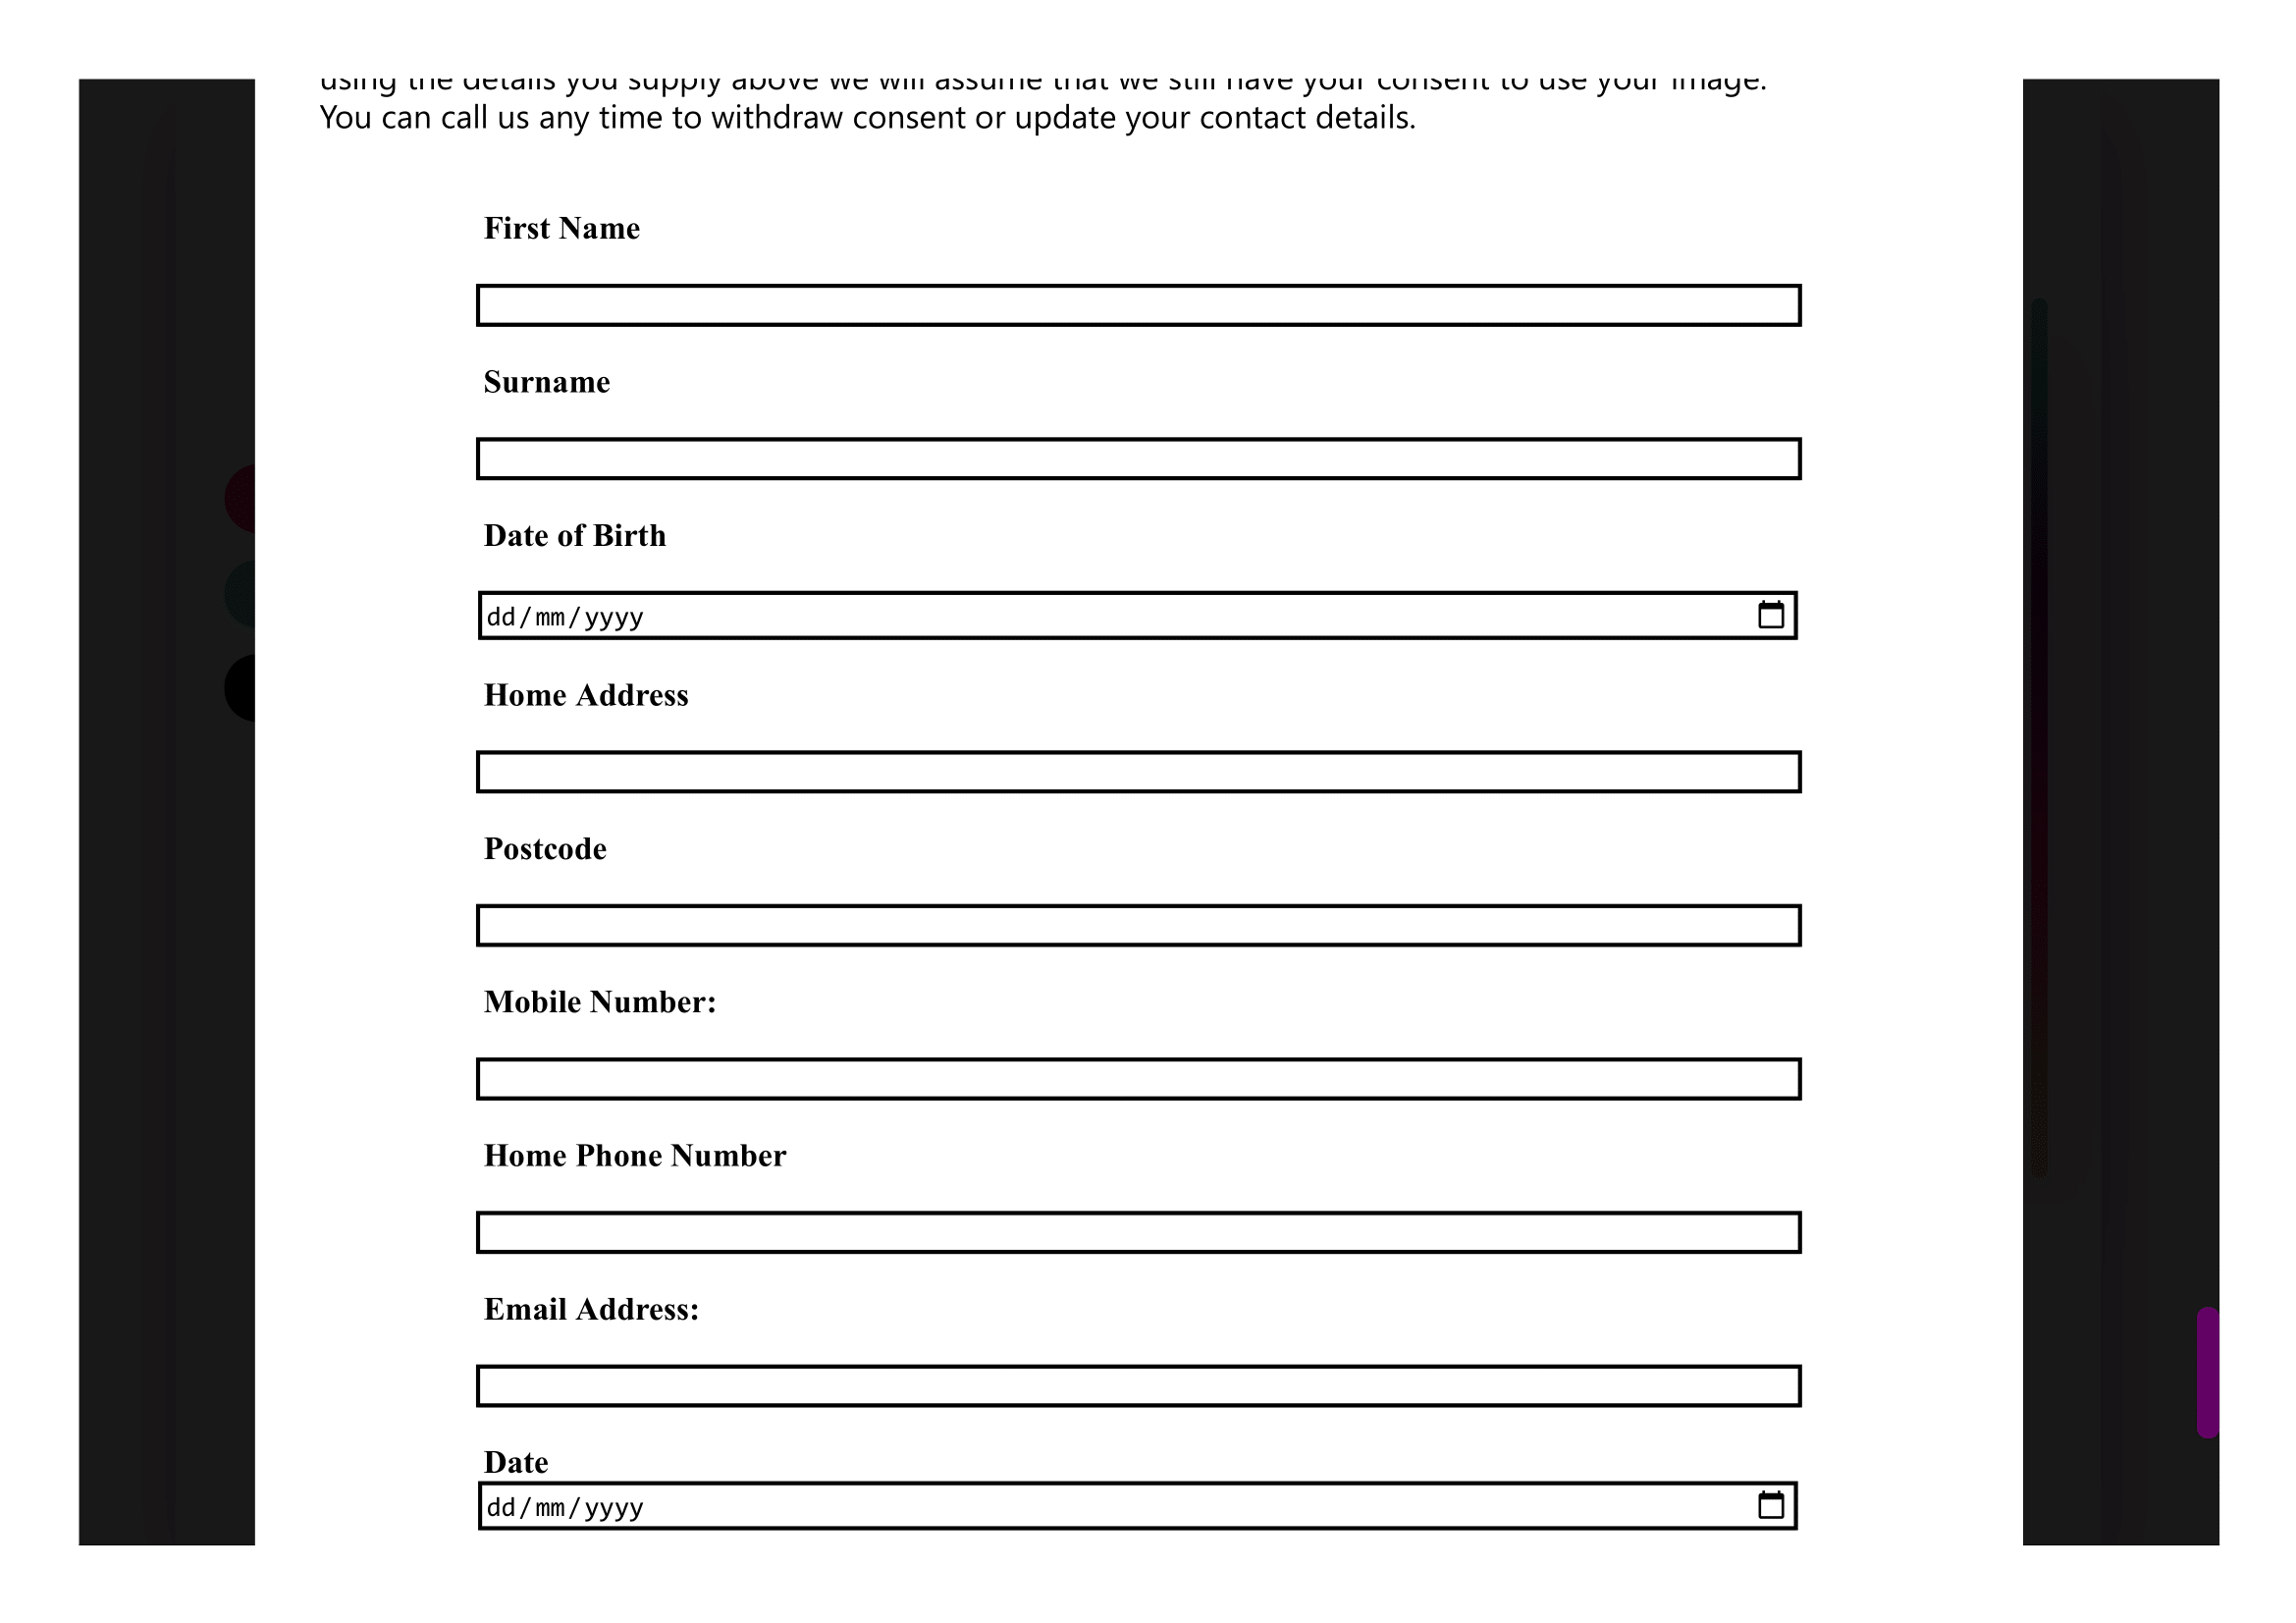 using the details you supply above we will assume that we still have your consent to use your image.
You can call us any time to withdraw consent or update your contact details.
First Name
Surname
Date of Birth
dd/mm/yyyy
Home Address
Postcode
Mobile Number:
Home Phone Number
Email Address:
Date
dd/mm/yyyy